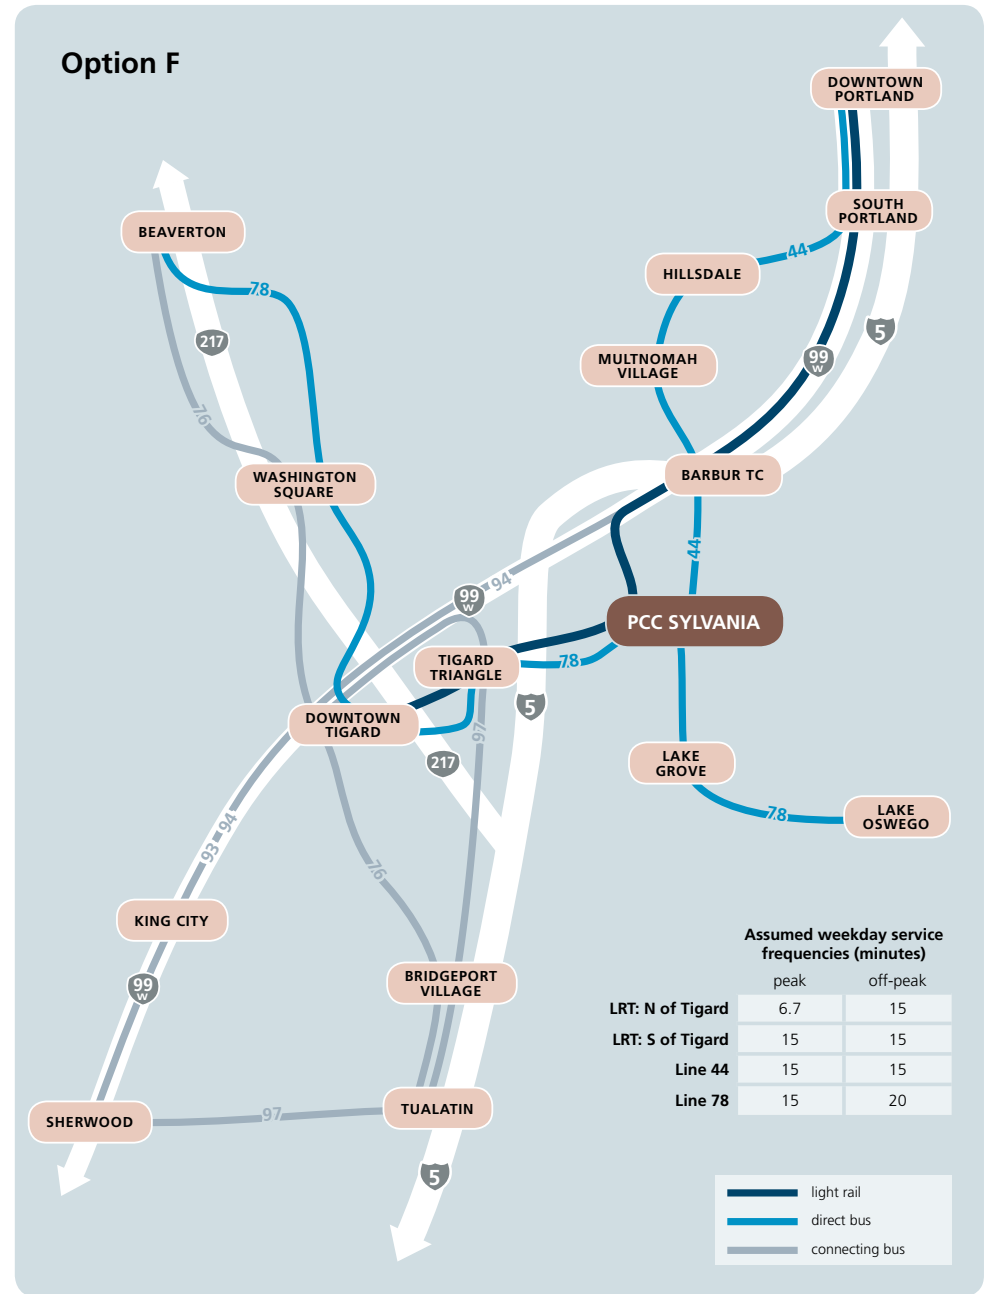 Option F
DOWNTOWN
PORTLAND
SOUTH
PORTLAND
BEAVERTON
44
HILLSDALE
78
5
217
99
W
MULTNOMAH
VILLAGE
76
WASHINGTON
SQUARE
BARBUR TC
44
94
99
W
PCC SYLVANIA
TIGARD
TRIANGLE
78
5
DOWNTOWN
TIGARD
97
217
LAKE
GROVE
78
LAKE
OSWEGO
94
93
76
KING CITY
99
W
BRIDGEPORT
VILLAGE
Assumed weekday service
frequencies (minutes)
peak off-peak
LRT: N of Tigard 6.7 15
LRT: S of Tigard 15 15
Line 44 15 15
Line 78 15 20
SHERWOOD
97
TUALATIN
5
light rail
direct bus
connecting bus